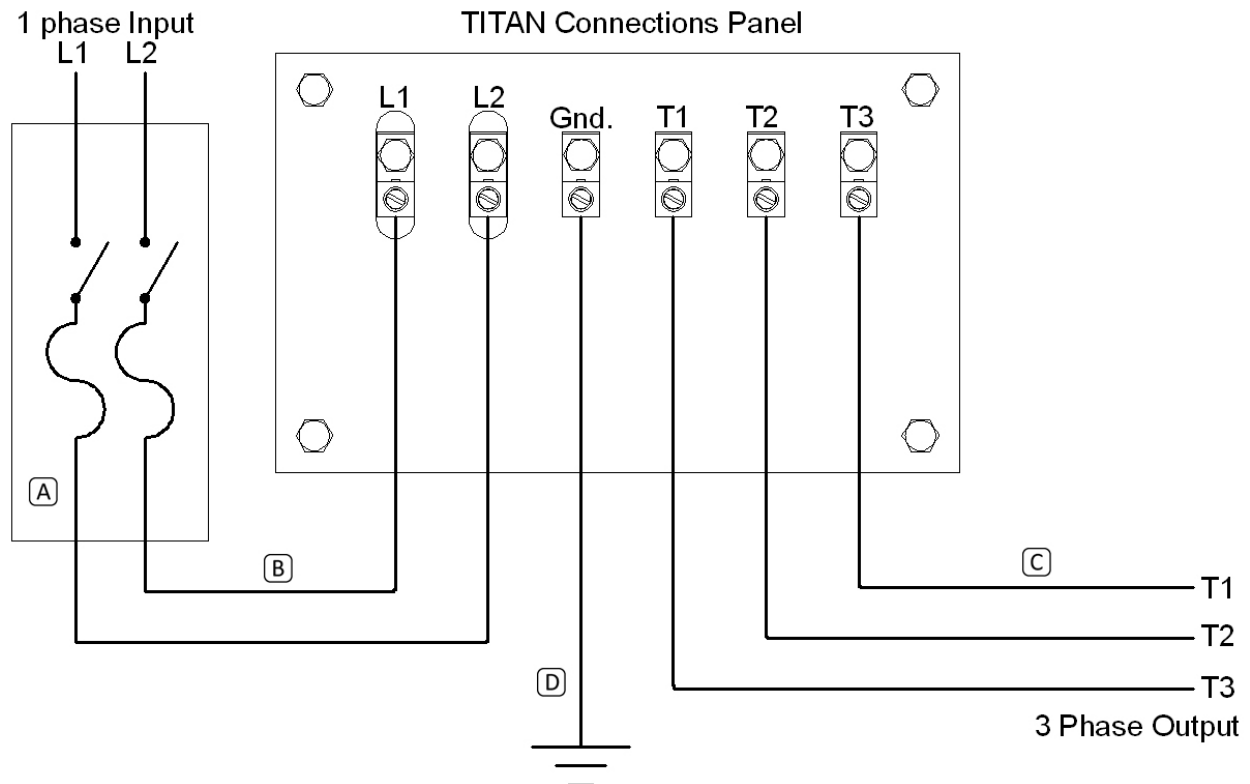 1 phase Input
L1 L2
TITAN Connections Panel
L1 L2 Gnd. T1 T2 T3
A
B
C
D
T1
T2
T3
3 Phase Output